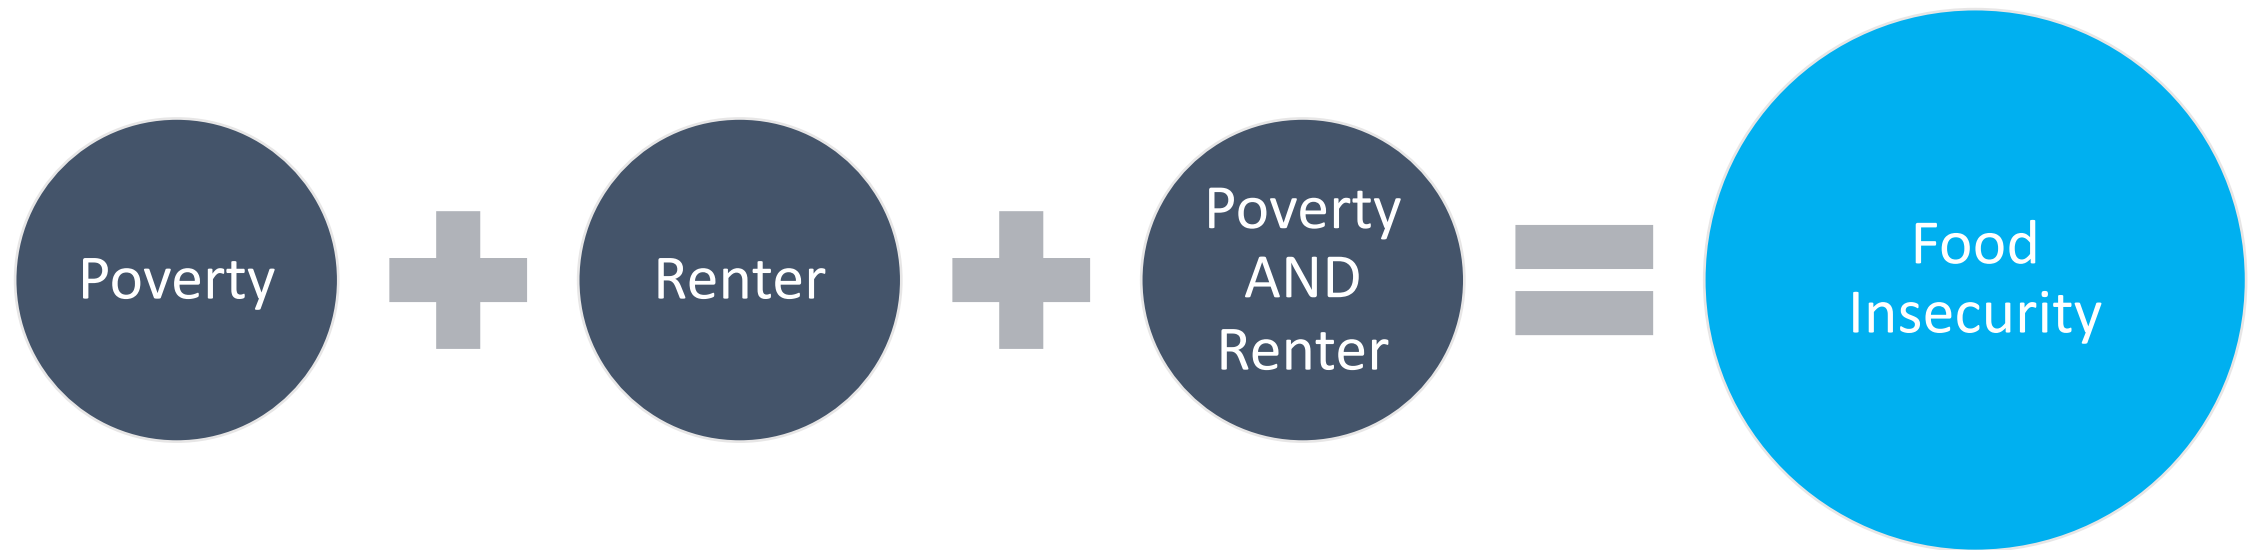 Poverty
Renter
Poverty
AND
Renter
Food
Insecurity